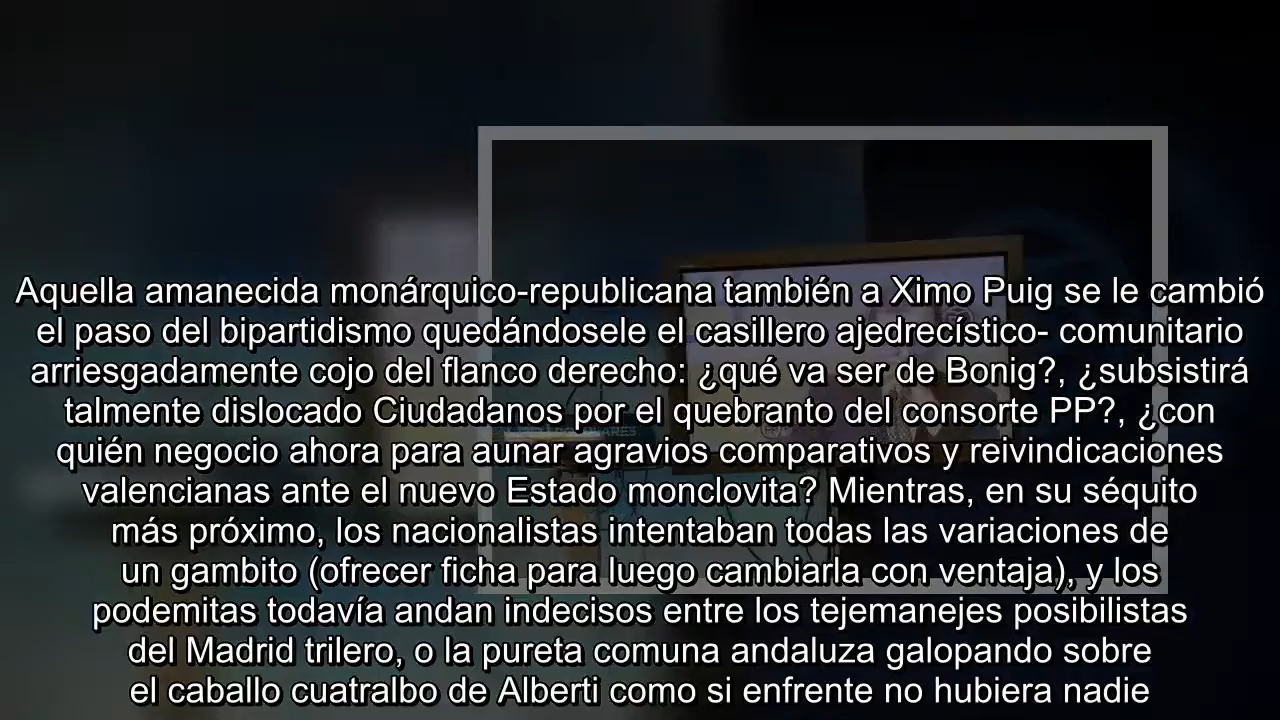 Aquella amanecida monárquico-republicana también a Ximo Puig se le cambió
el paso del bipartidismo quedándosele el casillero ajedrecístico- comunitario
arriesgadamente cojo del flanco derecho: ¿qué va ser de Bonig?, ¿subsistirá
talmente dislocado Ciudadanos por el quebranto del consorte PP?, ¿con
quién negocio ahora para aunar agravios comparativos y reivindicaciones
valencianas ante el nuevo Estado monclovita? Mientras, en su séquito
más próximo, los nacionalistas intentaban todas las variaciones de
un gambito (ofrecer ficha para luego cambiarla con ventaja), y los
podemitas todavía andan indecisos entre los tejemanejes posibilistas
del Madrid trilero, o la pureta comuna andaluza galopando sobre
el caballo cuatralbo de Alberti como si enfrente no hubiera nadie